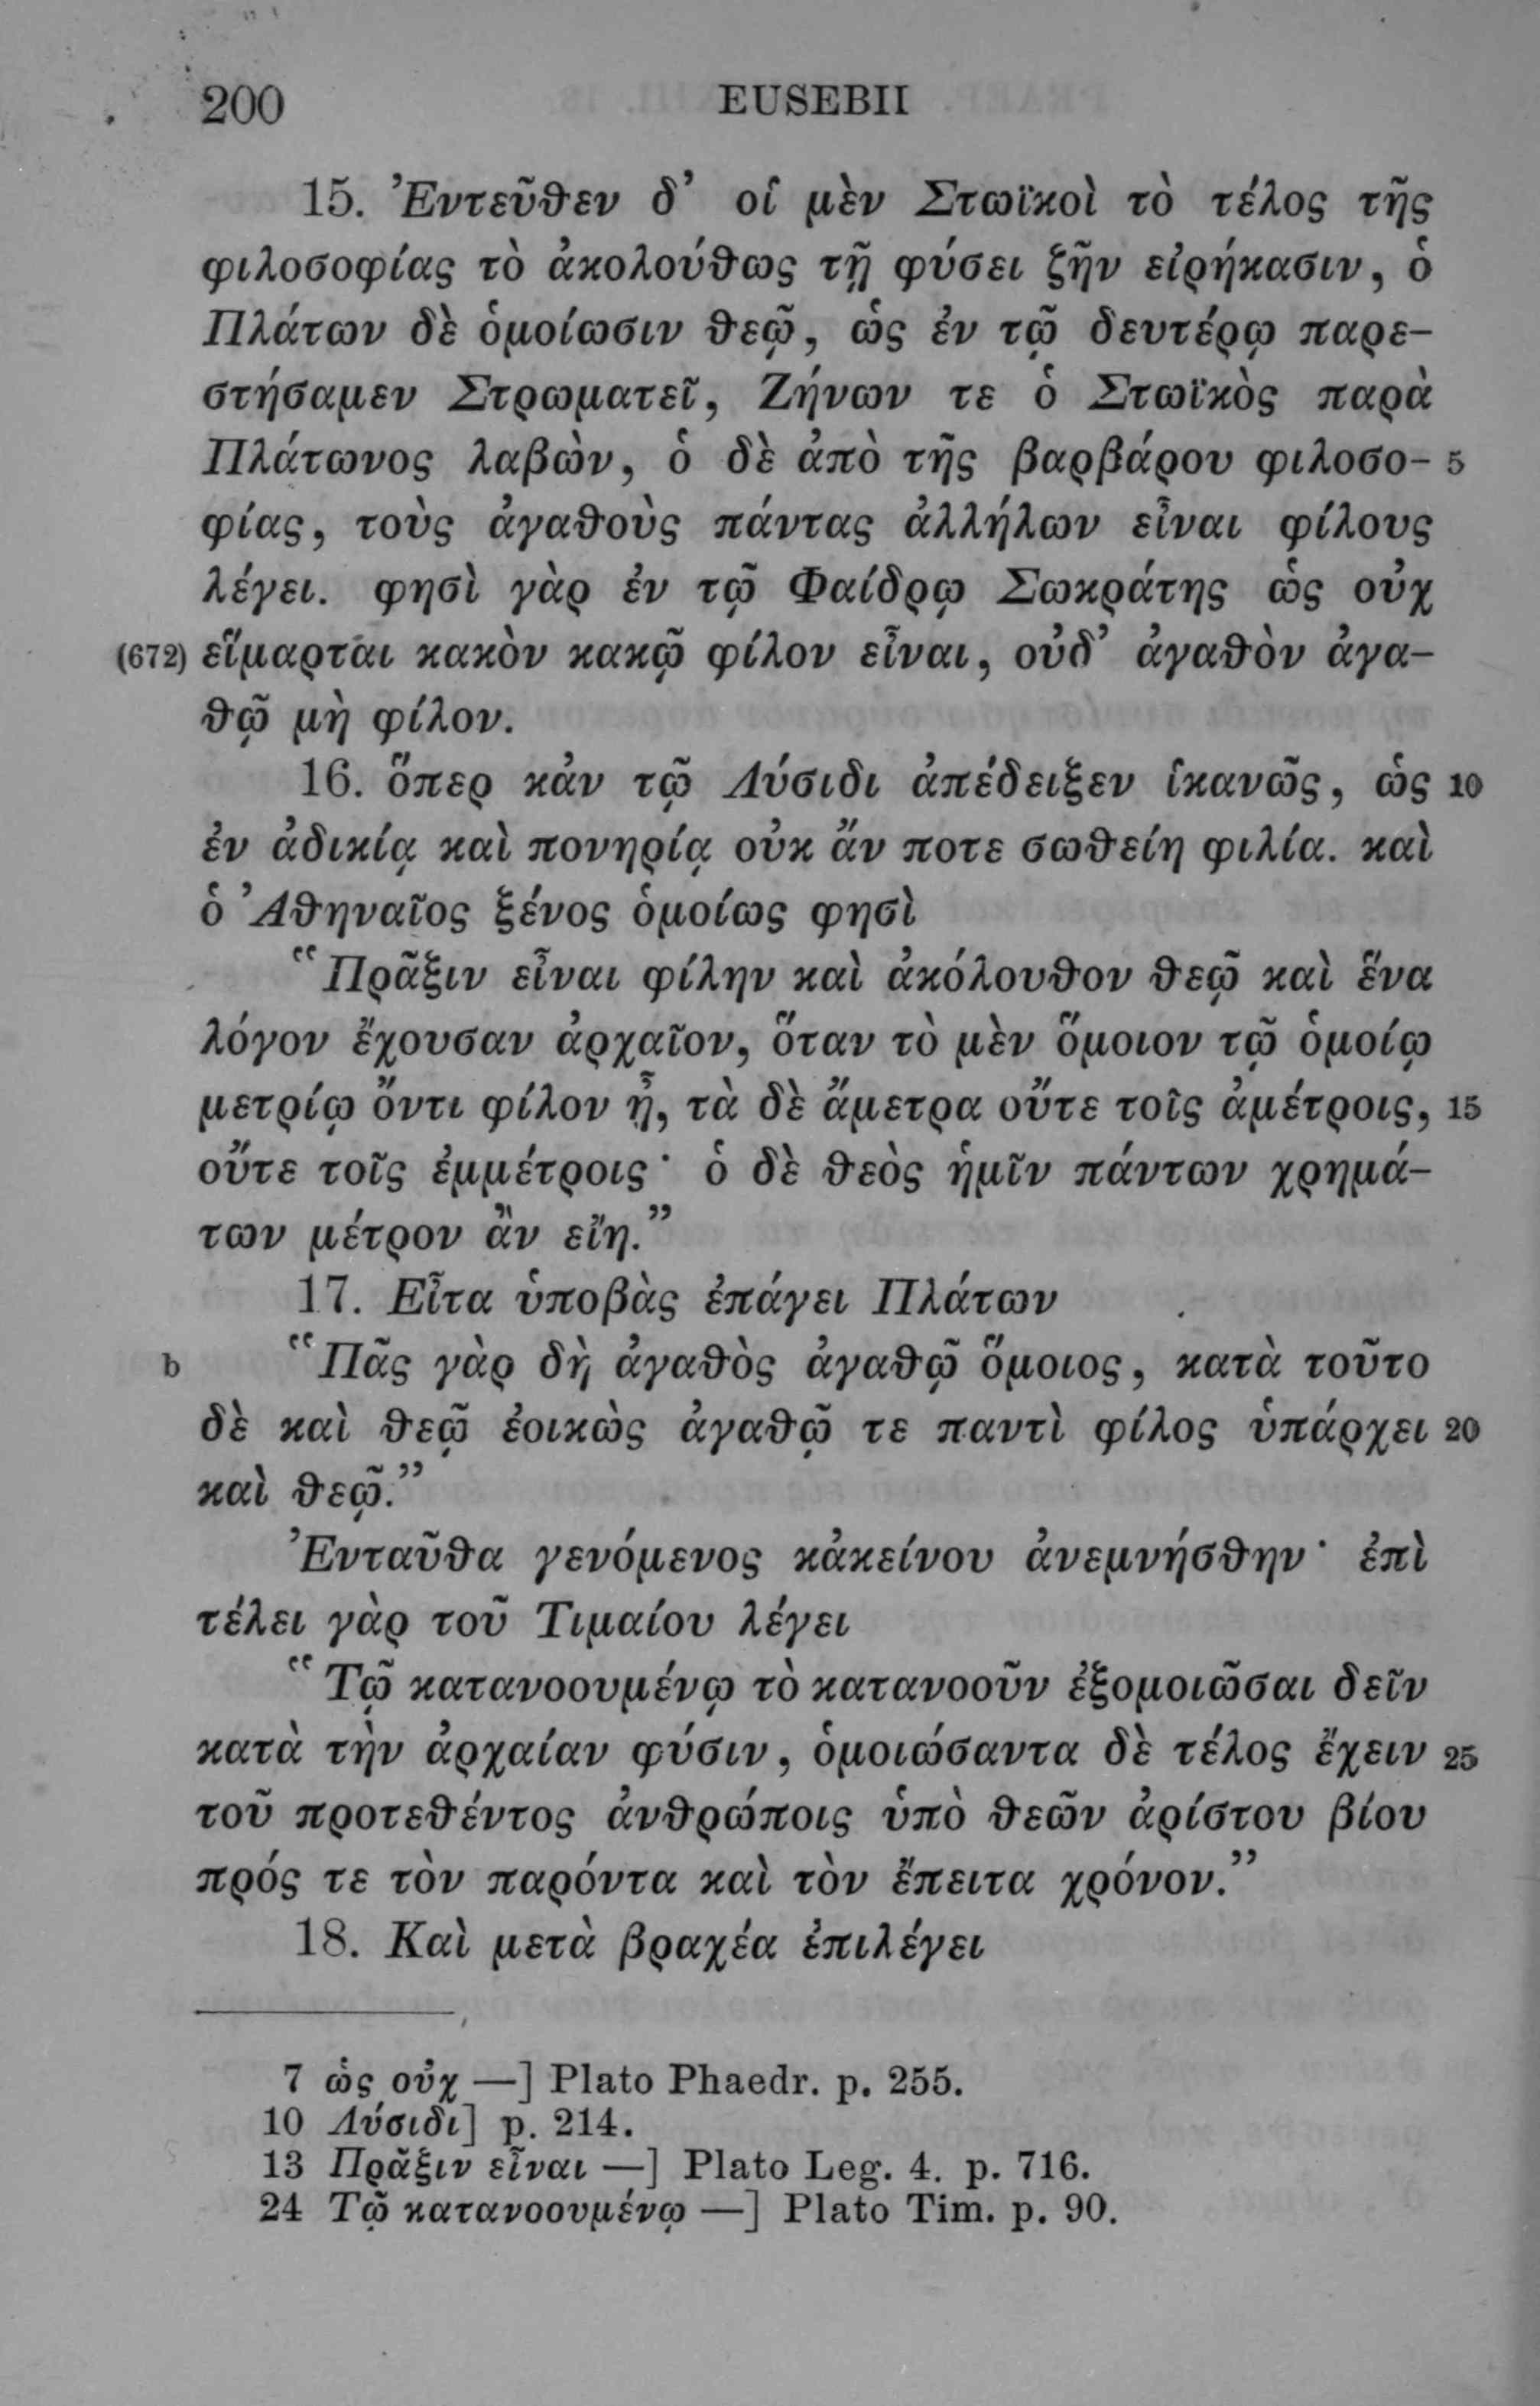 200 EUSEBII
15. Ἐντεῦθεν δ’ οἱ μὲν Στωϊκοὶ τὸ τέλος τῆς
φιλοσοφίας τὸ ἀκολούθως τῇ φύσει ζῆν εἰρήκασιν, ὁ
Πλάτων δὲ ὁμοίωσιν θεῷ, ὡς ἐν τῷ δευτέρῳ παρε-
στήσαμεν Στρωματεῖ, Ζήνων τε ὁ Στωϊκὸς παρὰ
Πλάτωνος λαβὼν, ὁ δὲ ἀπὸ τῆς βαρβάρου φιλοσο- 5
φίας, τοὺς ἀγαθοὺς πάντας ἀλλήλων εἶναι φίλους
λέγει. φησὶ γὰρ ἐν τῷ Φαίδρῳ Σωκράτης ὡς οὐχ
(672) εἵμαρται κακὸν κακῷ φίλον εἶναι, οὐδ’ ἀγαθὸν ἀγα-
θῷ μὴ φίλον.
16. ὅπερ κἀν τῷ Λύσιδι ἀπέδειξεν ἱκανῶς, ὡς 10
ἐν ἀδικίᾳ καὶ πονηρίᾳ οὐκ ἄν ποτε σωθείη φιλία. καὶ
ὁ Ἀθηναῖος ξένος ὁμοίως φησὶ
“Πρᾶξιν εἶναι φίλην καὶ ἀκόλουθον θεῷ καὶ ἕνα
λόγον ἔχουσαν ἀρχαῖον, ὅταν τὸ μὲν ὅμοιον τῷ ὁμοίῳ
μετρίῳ ὄντι φίλον ᾖ, τὰ δὲ ἄμετρα οὔτε τοῖς ἀμέτροις, 15
οὔτε τοῖς ἐμμέτροις· ὁ δὲ θεὸς ἡμῖν πάντων χρημά-
των μέτρον ἂν εἴη.”
17. Εἶτα ὑποβὰς ἐπάγει Πλάτων
b “Πᾶς γὰρ δὴ ἀγαθὸς ἀγαθῷ ὅμοιος, κατὰ τοῦτο
δὲ καὶ θεῷ ἐοικὼς ἀγαθῷ τε παντὶ φίλος ὑπάρχει 20
καὶ θεῷ.”
Ἐνταῦθα γενόμενος κἀκείνου ἀνεμνήσθην· ἐπὶ
τέλει γὰρ τοῦ Τιμαίου λέγει
“Τῷ κατανοουμένῳ τὸ κατανοοῦν ἐξομοιῶσαι δεῖν
κατὰ τὴν ἀρχαίαν φύσιν, ὁμοιώσαντα δὲ τέλος ἔχειν 25
τοῦ προτεθέντος ἀνθρώποις ὑπὸ θεῶν ἀρίστου βίου
πρός τε τὸν παρόντα καὶ τὸν ἔπειτα χρόνον.”
18. Καὶ μετὰ βραχέα ἐπιλέγει
7 ὡς οὐχ —] Plato Phaedr. p. 255.
10 Λύσιδι] p. 214.
13 Πρᾶξιν εἶναι —] Plato Leg. 4. p. 716.
24 Τῷ κατανοουμένῳ —] Plato Tim. p. 90.